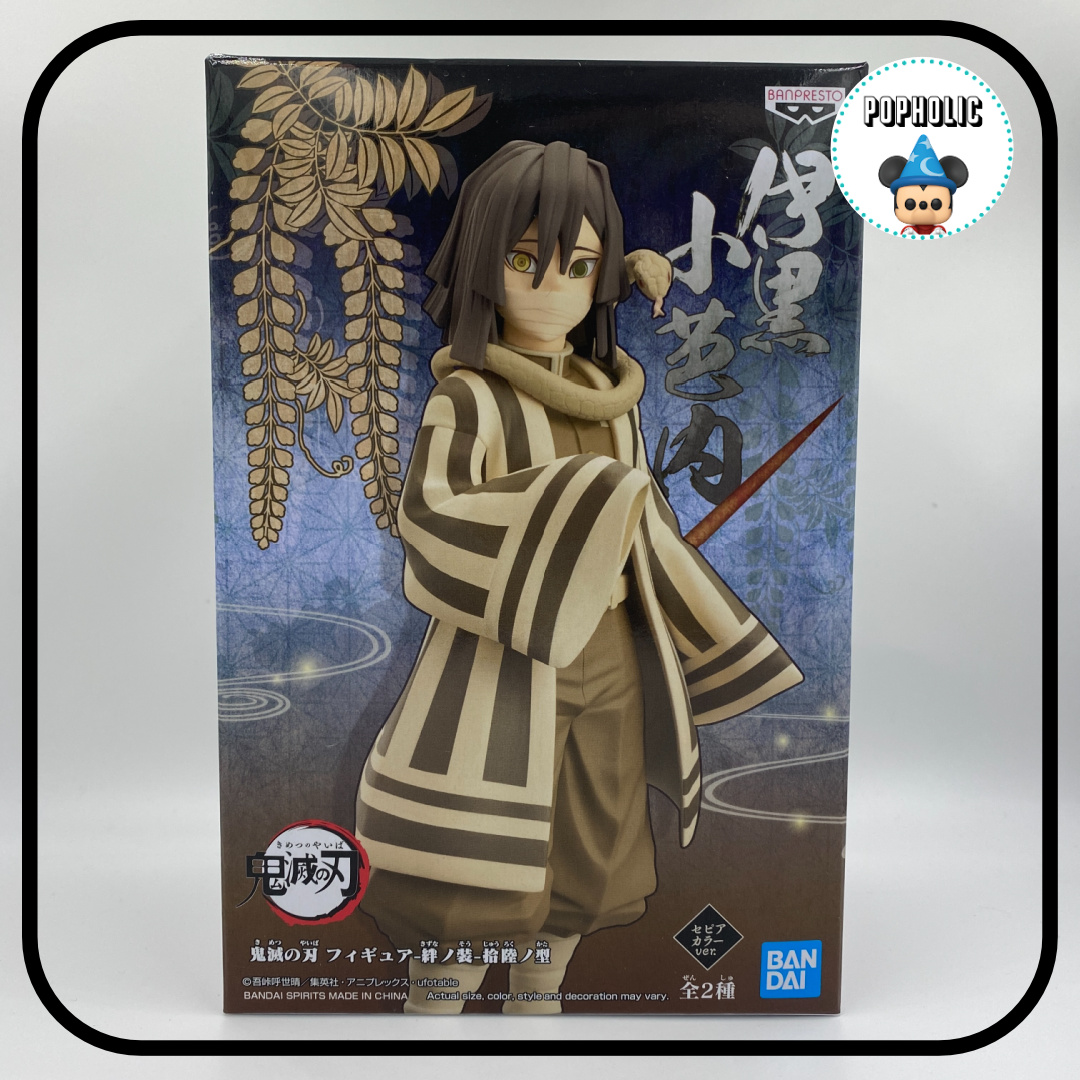 BANPRESTO
POPHOLIC
伊黒
小芭内
きめつのやいば
鬼滅の刃
き めつ やいば きずな そう じゅう ろく かた
鬼滅の刃 フィギュア-絆ノ装-拾陸ノ型
©吾峠呼世晴／集英社・アニプレックス・ufotable
BANDAI SPIRITS MADE IN CHINA Actual size, color, style and decoration may vary.
セピア
カラー
ver.
ぜん しゅ
全2種
BAN
DAI